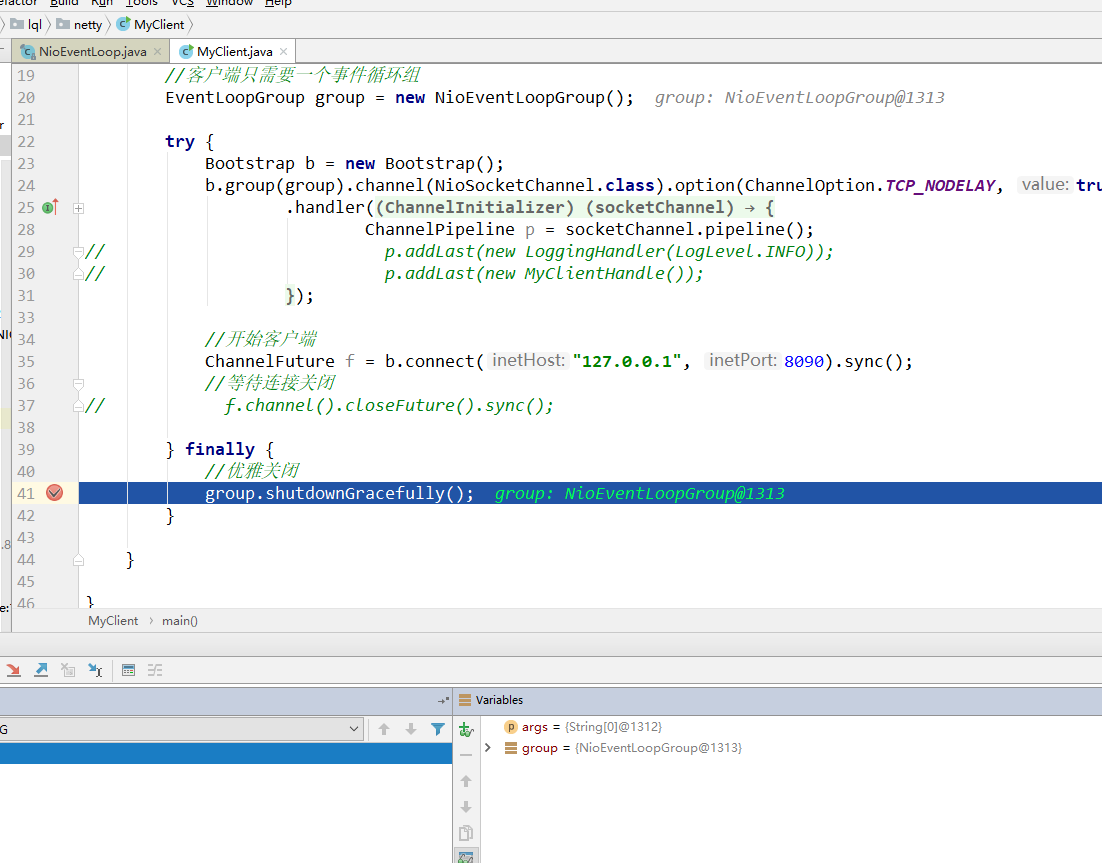 efactor Build Run Tools VCS Window Help
lql netty MyClient
NioEventLoop.java MyClient.java
19 //客户端只需要一个事件循环组
20 EventLoopGroup group = new NioEventLoopGroup(); group: NioEventLoopGroup@1313
21
22 try {
23 Bootstrap b = new Bootstrap();
24 b.group(group).channel(NioSocketChannel.class).option(ChannelOption.TCP_NODELAY, value: tru
25 .handler((ChannelInitializer) (socketChannel) → {
28 ChannelPipeline p = socketChannel.pipeline();
29 // p.addLast(new LoggingHandler(LogLevel.INFO));
30 // p.addLast(new MyClientHandle());
31 });
33
34 //开始客户端
35 ChannelFuture f = b.connect( inetHost: "127.0.0.1", inetPort: 8090).sync();
36 //等待连接关闭
37 // f.channel().closeFuture().sync();
38
39 } finally {
40 //优雅关闭
41 group.shutdownGracefully(); group: NioEventLoopGroup@1313
42 }
43
44 }
45
46 }
MyClient › main()
Variables
G
args = {String[0]@1312}
group = {NioEventLoopGroup@1313}